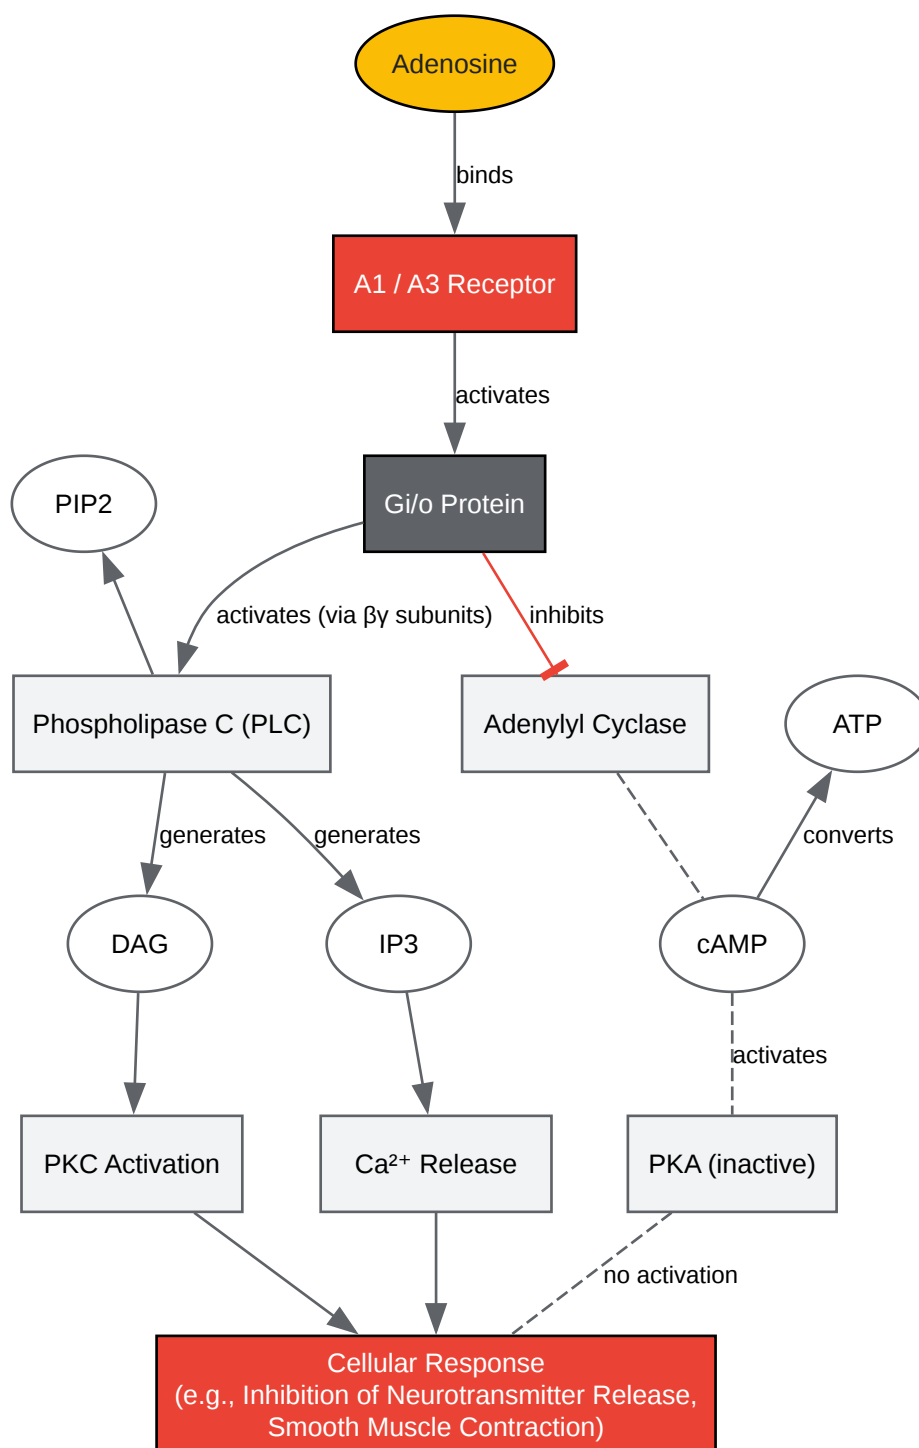 Adenosine
binds
A1 / A3 Receptor
activates
PIP2
Gi/o Protein
activates (via βγ subunits)
inhibits
Phospholipase C (PLC)
Adenylyl Cyclase
ATP
generates
generates
converts
DAG
IP3
cAMP
activates
PKC Activation
Ca²⁺ Release
PKA (inactive)
no activation
Cellular Response
(e.g., Inhibition of Neurotransmitter Release,
Smooth Muscle Contraction)